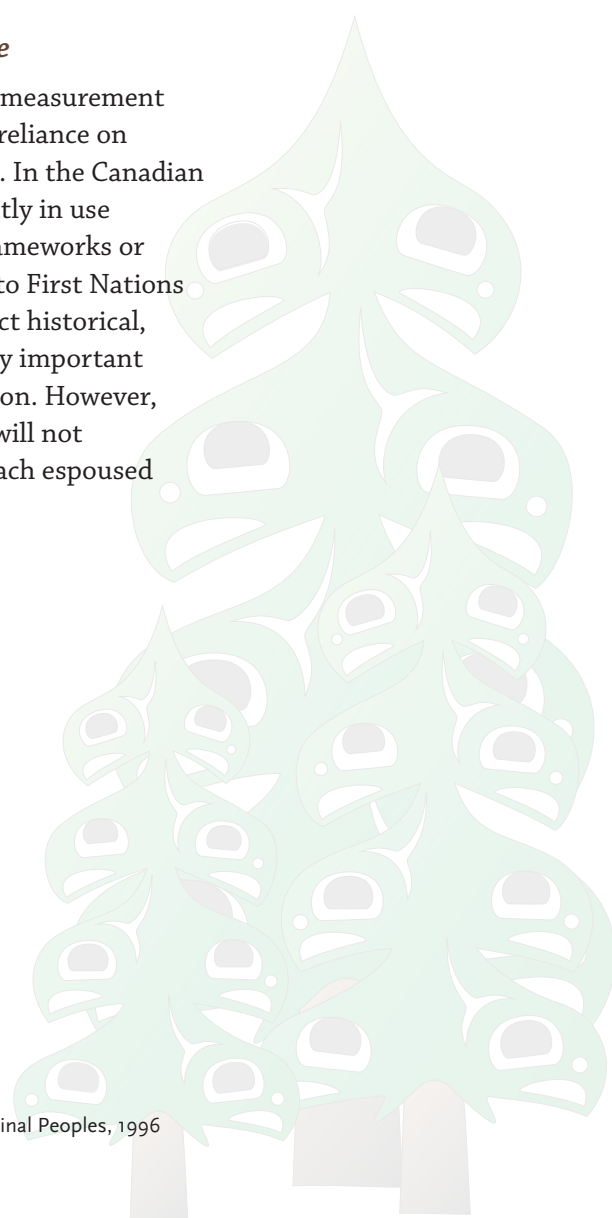 e
measurement
reliance on
. In the Canadian
tly in use
ameworks or
to First Nations
ct historical,
y important
on. However,
will not
ach espoused
inal Peoples, 1996